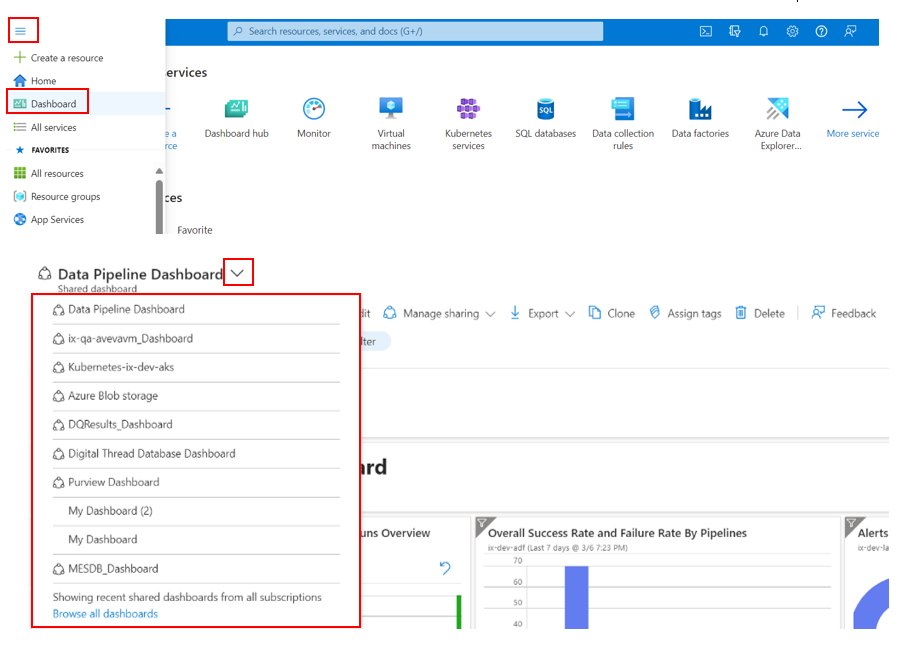 Search resources, services, and docs (G+/)
Create a resource
Home
Dashboard
All services
FAVORITES
All resources
Resource groups
App Services
ervices
e a
rce
Dashboard hub
Monitor
Virtual
machines
Kubernetes
services
SQL
SQL databases
Data collection
rules
Data factories
Azure Data
Explorer...
More service
ces
Favorite
Data Pipeline Dashboard
Shared dashboard
Data Pipeline Dashboard
ix-qa-avevavm_Dashboard
Kubernetes-ix-dev-aks
Azure Blob storage
DQResults_Dashboard
Digital Thread Database Dashboard
Purview Dashboard
My Dashboard (2)
My Dashboard
MESDB_Dashboard
Showing recent shared dashboards from all subscriptions
Browse all dashboards
dit
Manage sharing
Export
Clone
Assign tags
Delete
Feedback
lter
ard
uns Overview
Overall Success Rate and Failure Rate By Pipelines
ix-dev-adf (Last 7 days @ 3/6 7:23 PM)
70
60
50
40
Alerts
ix-dev-la